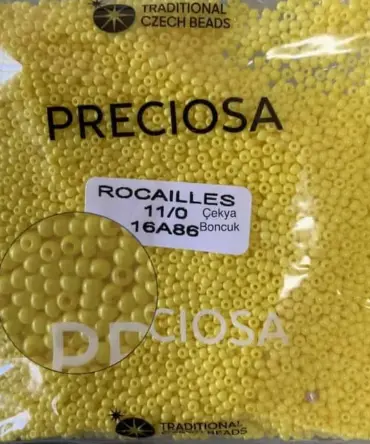 TRADITIONAL
CZECH BEADS
PRECIOSA
ROCAILLES
11/0 Çekya
16A86 Boncuk
PRECIOSA
TRADITIONAL
CZECH BEADS